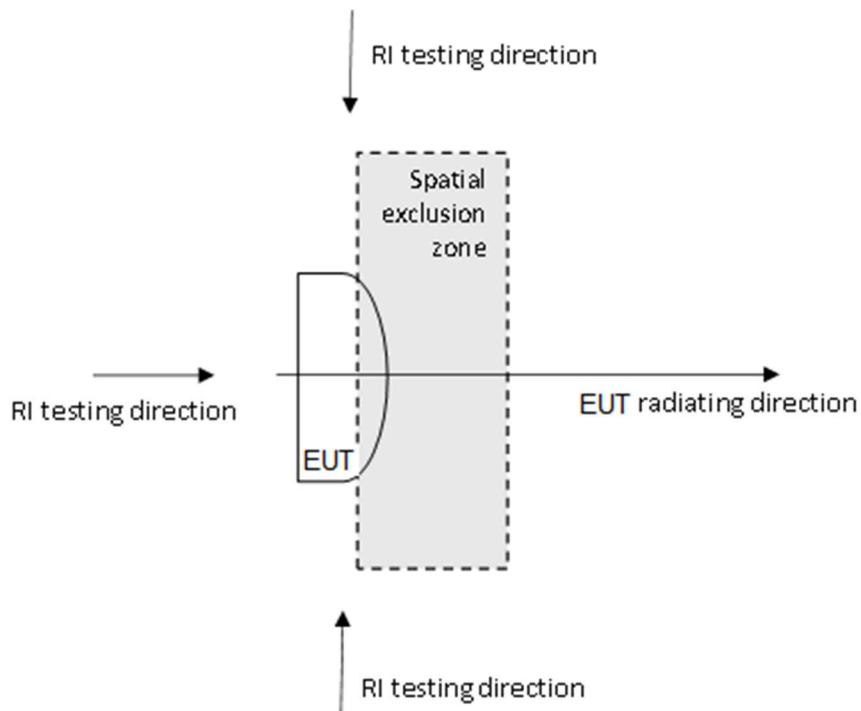 RI testing direction
Spatial
exclusion
zone
RI testing direction
EUT radiating direction
EUT
RI testing direction